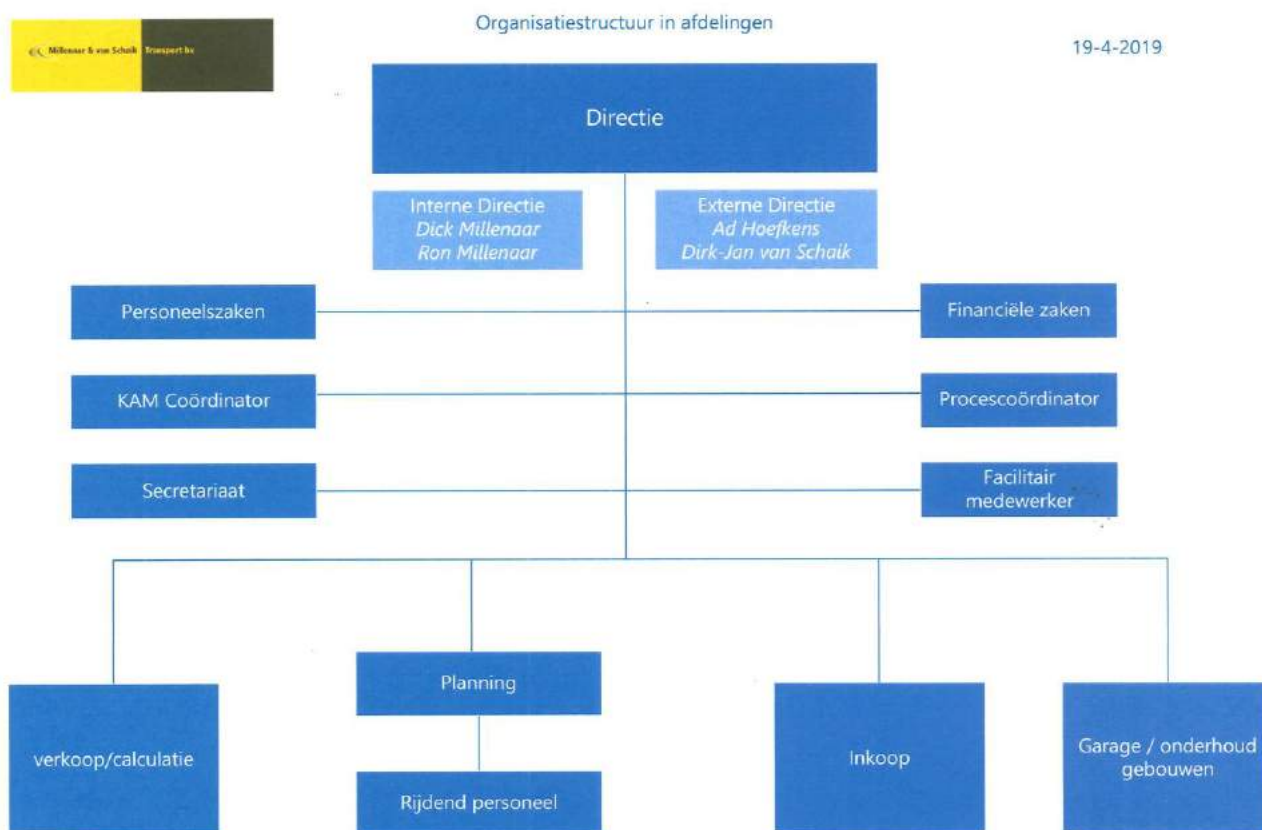 Organisatiestructuur in afdelingen
Millenaar & van Schaik Transport bv
19-4-2019
Directie
Interne Directie
Dick Millenaar
Ron Millenaar
Externe Directie
Ad Hoefkens
Dirk-Jan van Schaik
Personeelszaken
Financiële zaken
KAM Coördinator
Procescoördinator
Secretariaat
Facilitair
medewerker
verkoop/calculatie
Planning
Rijdend personeel
Inkoop
Garage / onderhoud
gebouwen